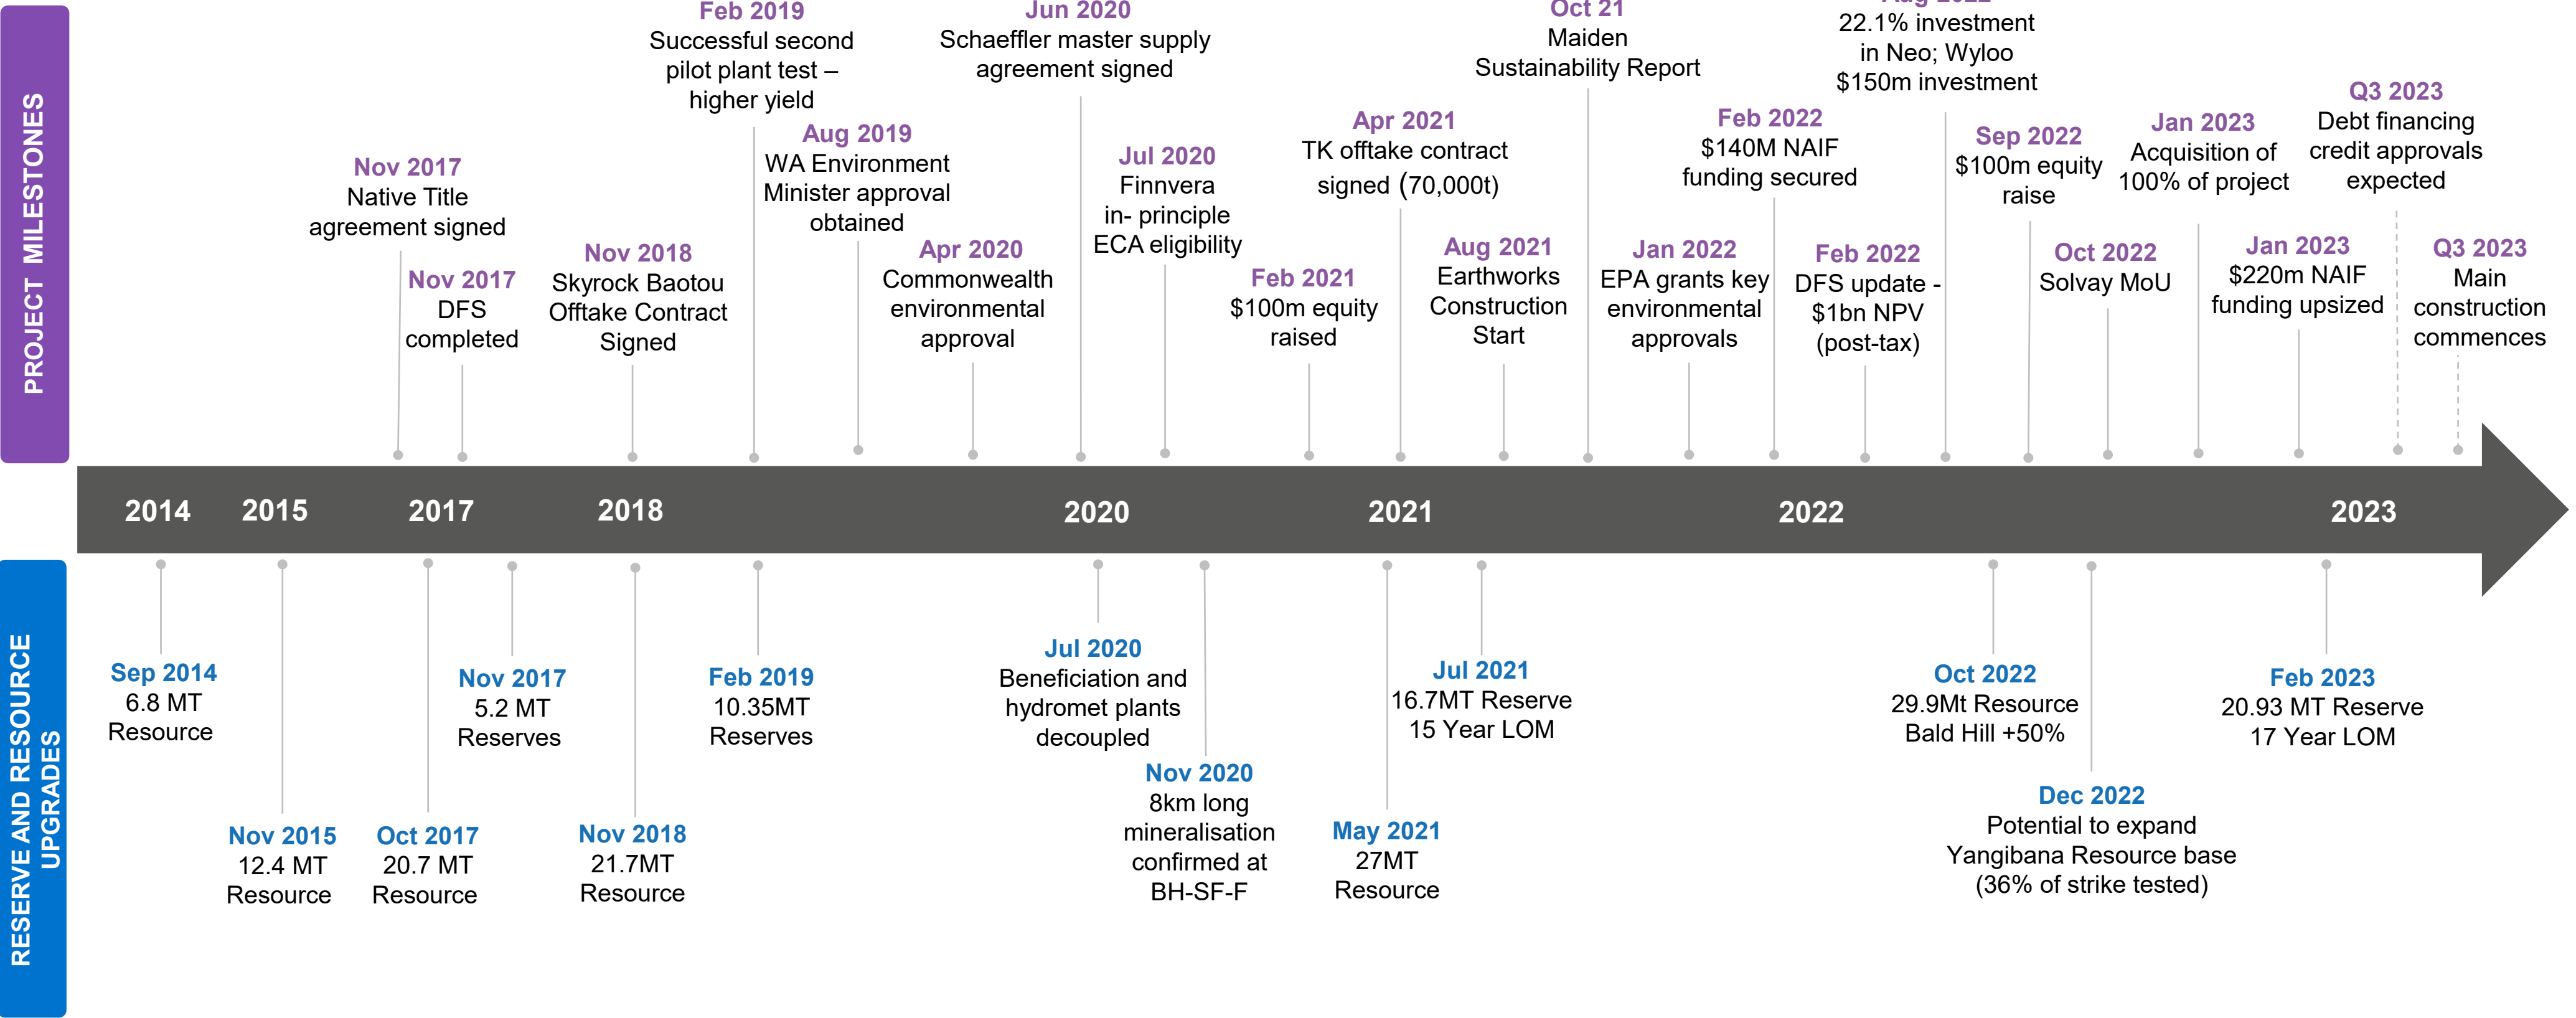 PROJECT MILESTONES
Nov 2017
Native Title
agreement signed
Nov 2017
DFS
completed
Nov 2018
Skyrock Baotou
Offtake Contract
Signed
Feb 2019
Successful second
pilot plant test –
higher yield
Aug 2019
WA Environment
Minister approval
obtained
Apr 2020
Commonwealth
environmental
approval
Jun 2020
Schaeffler master supply
agreement signed
Jul 2020
Finnvera
in- principle
ECA eligibility
Feb 2021
$100m equity
raised
Apr 2021
TK offtake contract
signed (70,000t)
Aug 2021
Earthworks
Construction
Start
Oct 21
Maiden
Sustainability Report
Jan 2022
EPA grants key
environmental
approvals
Feb 2022
$140M NAIF
funding secured
Feb 2022
DFS update -
$1bn NPV
(post-tax)
Aug 2022
22.1% investment
in Neo; Wyloo
$150m investment
Sep 2022
$100m equity
raise
Oct 2022
Solvay MoU
Jan 2023
Acquisition of
100% of project
Jan 2023
$220m NAIF
funding upsized
Q3 2023
Debt financing
credit approvals
expected
Q3 2023
Main
construction
commences
2014
2015
2017
2018
2020
2021
2022
2023
RESERVE AND RESOURCE
UPGRADES
Sep 2014
6.8 MT
Resource
Nov 2015
12.4 MT
Resource
Oct 2017
20.7 MT
Resource
Nov 2017
5.2 MT
Reserves
Nov 2018
21.7MT
Resource
Feb 2019
10.35MT
Reserves
Jul 2020
Beneficiation and
hydromet plants
decoupled
Nov 2020
8km long
mineralisation
confirmed at
BH-SF-F
May 2021
27MT
Resource
Jul 2021
16.7MT Reserve
15 Year LOM
Oct 2022
29.9Mt Resource
Bald Hill +50%
Dec 2022
Potential to expand
Yangibana Resource base
(36% of strike tested)
Feb 2023
20.93 MT Reserve
17 Year LOM